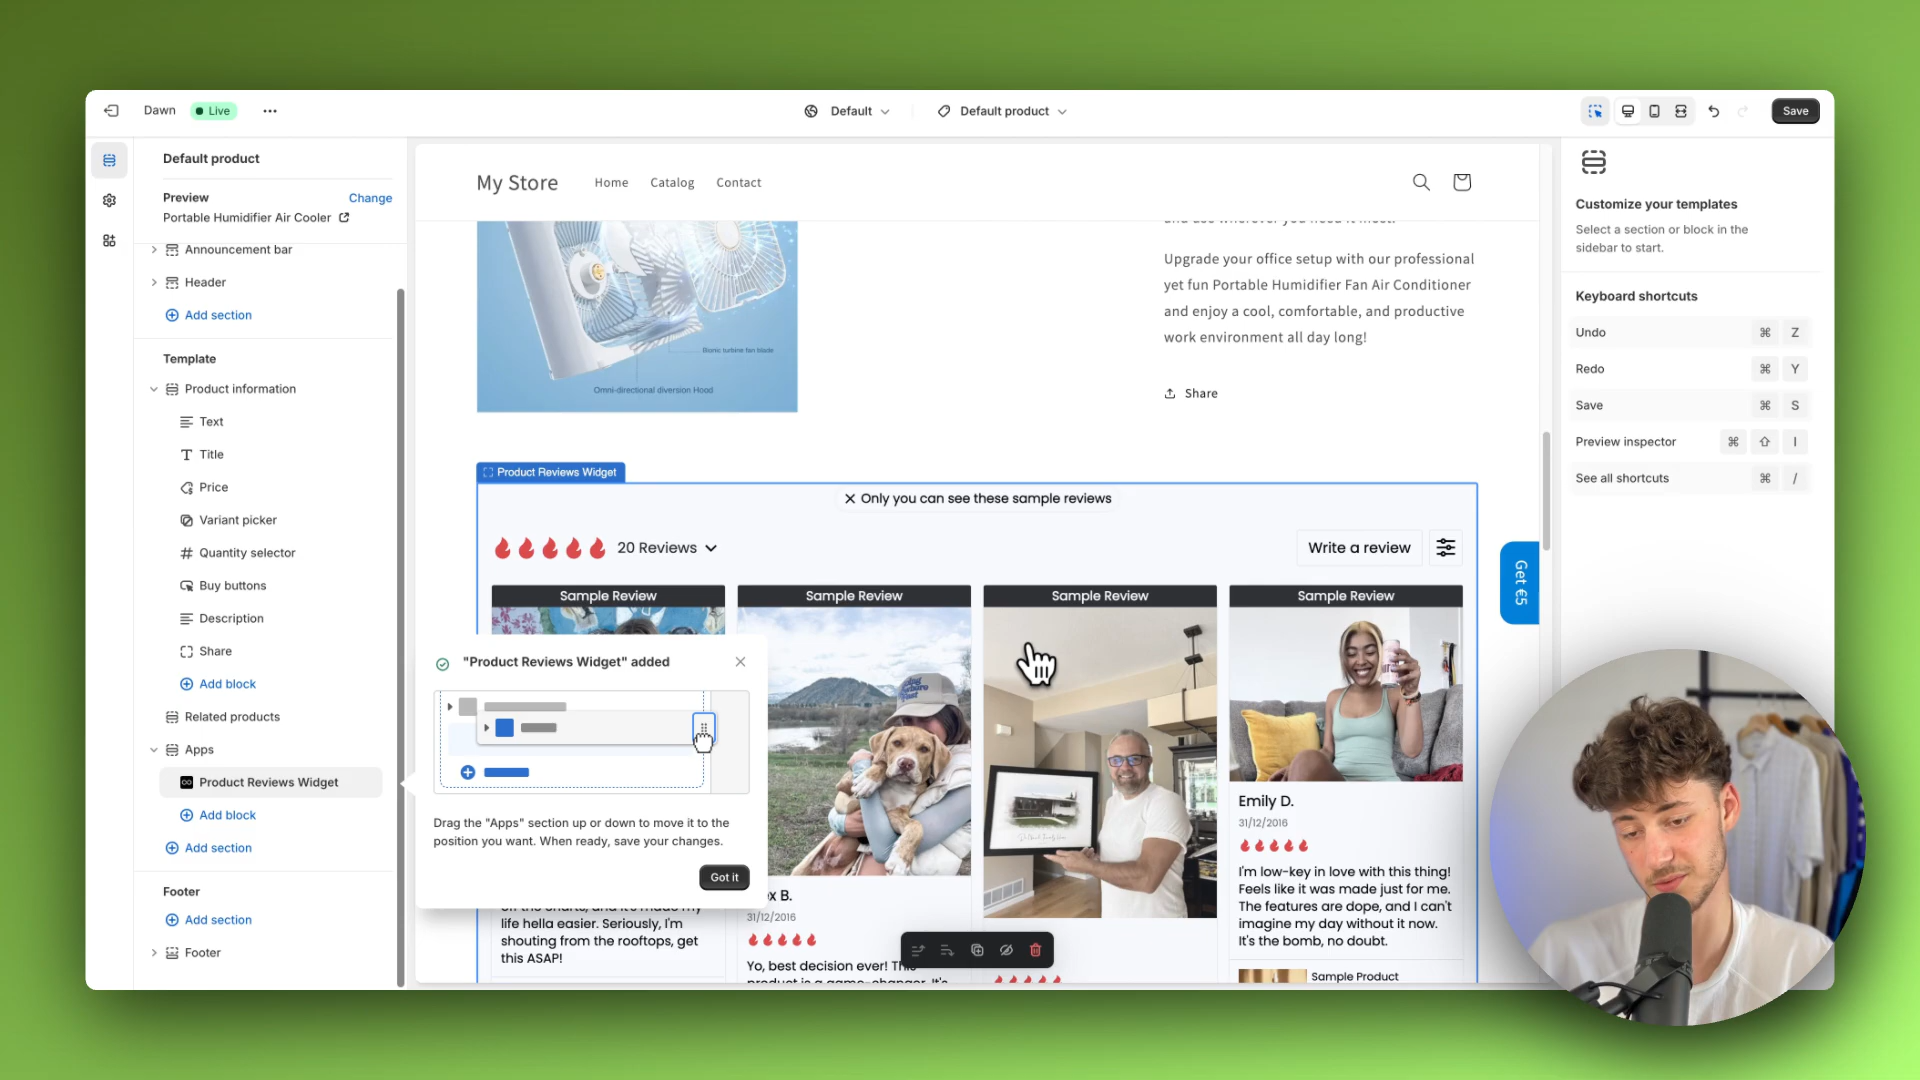 Dawn
Live
Default
Default product
Save
Default product
Preview
Change
Portable Humidifier Air Cooler
Announcement bar
Header
Add section
Template
Product information
Text
Title
Price
Variant picker
Quantity selector
Buy buttons
Description
Share
Add block
Related products
Apps
Product Reviews Widget
Add block
Add section
Footer
Add section
Footer
My Store
Home
Catalog
Contact
Bionic turbine fan blade
Omni-directional diversion Hood
Upgrade your office setup with our professional
yet fun Portable Humidifier Fan Air Conditioner
and enjoy a cool, comfortable, and productive
work environment all day long!
Share
Product Reviews Widget
Only you can see these sample reviews
20 Reviews
Write a review
Get €5
Sample Review
Sample Review
Sample Review
Sample Review
"Product Reviews Widget" added
Drag the "Apps" section up or down to move it to the
position you want. When ready, save your changes.
Got it
life hella easier. Seriously, I'm
shouting from the rooftops, get
this ASAP!
x B.
31/12/2016
Yo, best decision ever!
product is a game-changer. It's
Emily D.
31/12/2016
I'm low-key in love with this thing!
Feels like it was made just for me.
The features are dope, and I can't
imagine my day without it now.
It's the bomb, no doubt.
Sample Product
Customize your templates
Select a section or block in the
sidebar to start.
Keyboard shortcuts
Undo ⌘ Z
Redo ⌘ Y
Save ⌘ S
Preview inspector ⌘ ⇧ I
See all shortcuts ⌘ /